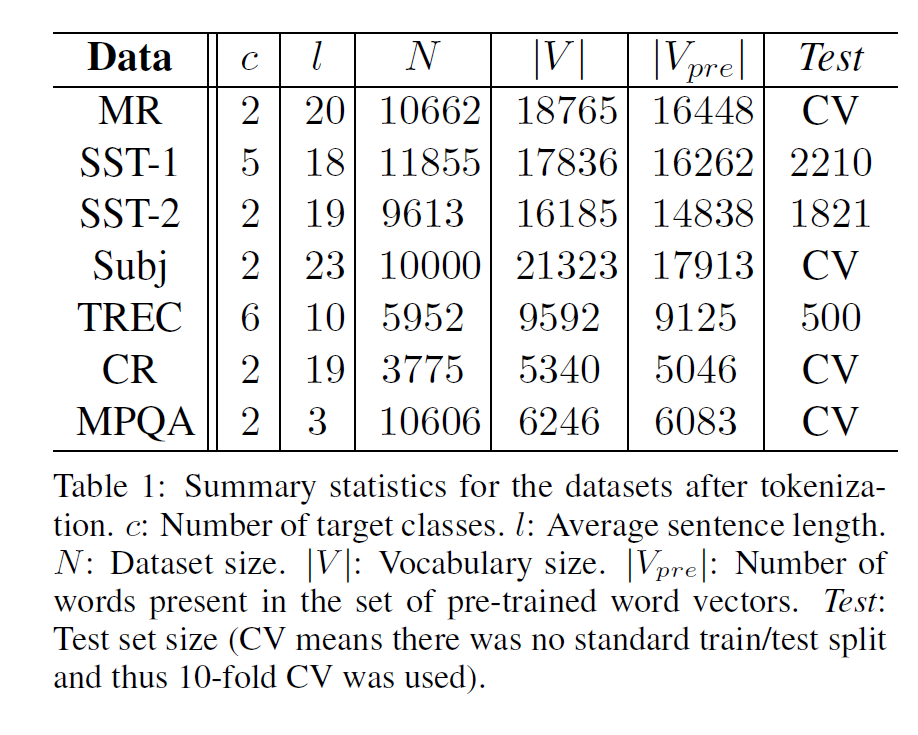 Data c l N |V| |V_pre| Test
MR 2 20 10662 18765 16448 CV
SST-1 5 18 11855 17836 16262 2210
SST-2 2 19 9613 16185 14838 1821
Subj 2 23 10000 21323 17913 CV
TREC 6 10 5952 9592 9125 500
CR 2 19 3775 5340 5046 CV
MPQA 2 3 10606 6246 6083 CV
Table 1: Summary statistics for the datasets after tokeniza-
tion. c: Number of target classes. l: Average sentence length.
N: Dataset size. |V|: Vocabulary size. |V_pre|: Number of
words present in the set of pre-trained word vectors. Test:
Test set size (CV means there was no standard train/test split
and thus 10-fold CV was used).